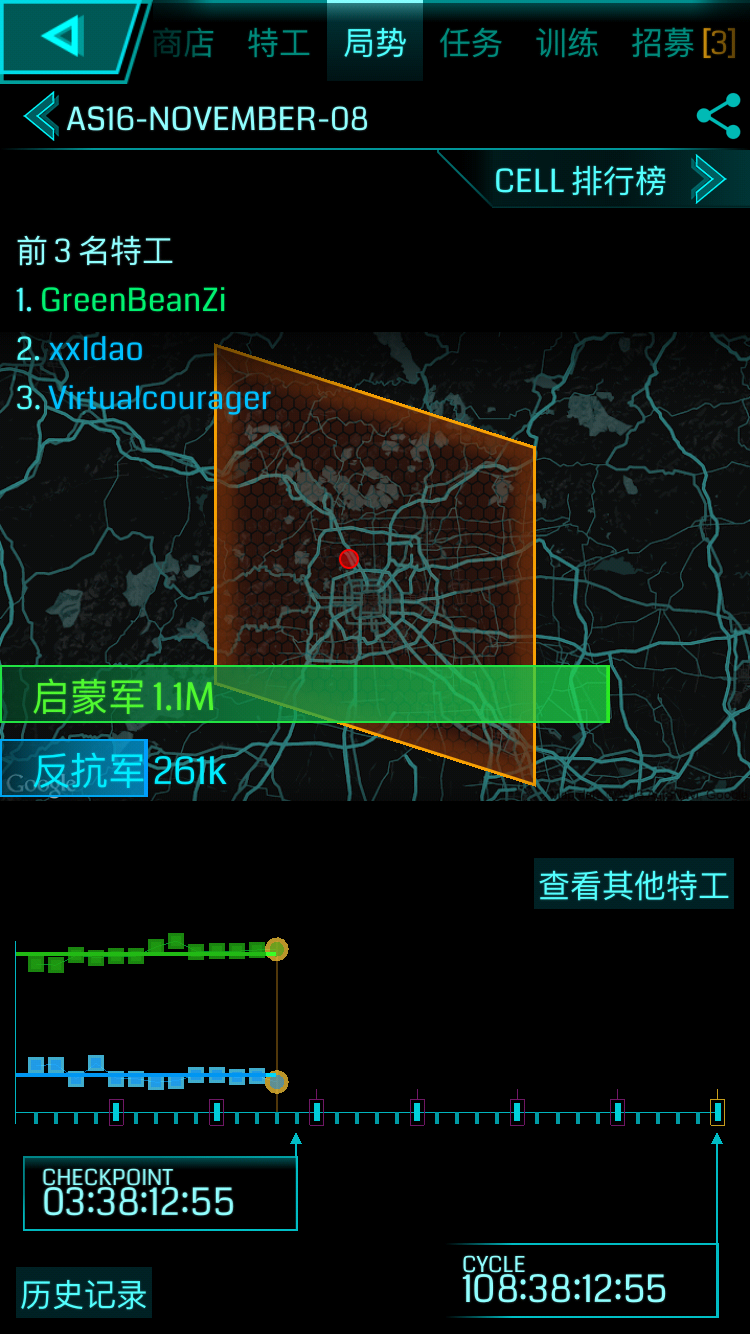 商店 特工 局势 任务 训练 招募 [3]
AS16-NOVEMBER-08
CELL 排行榜
前 3 名特工
1. GreenBeanZi
2. xxldao
3. Virtualcourager
启蒙军 1.1M
反抗军 261k
Google
查看其他特工
CHECKPOINT
03:38:12:55
CYCLE
108:38:12:55
历史记录